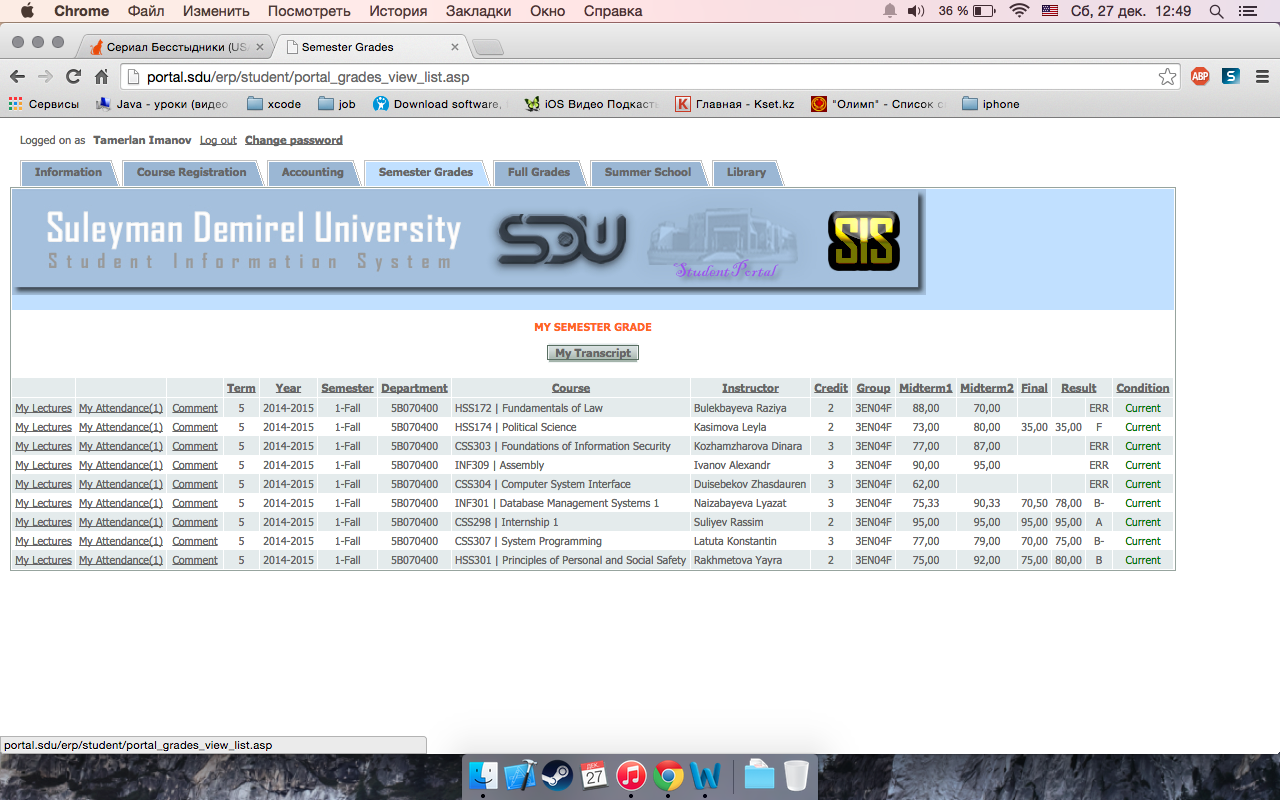 Chrome Файл Изменить Посмотреть История Закладки Окно Справка 36 % Сб, 27 дек. 12:49
Сериал Бесстыдники (US × Semester Grades ×
portal.sdu/erp/student/portal_grades_view_list.asp ABP S
Сервисы Java - уроки (видео xcode job Download software, iOS Видео Подкаст K Главная - Kset.kz "Олимп" - Список iphone
Logged on as Tamerlan Imanov Log out Change password
Information Course Registration Accounting Semester Grades Full Grades Summer School Library
Suleyman Demirel University SDU SIS
Student Information System StudentPortal
MY SEMESTER GRADE
My Transcript
Term Year Semester Department Course Instructor Credit Group Midterm1 Midterm2 Final Result Condition
My Lectures My Attendance(1) Comment 5 2014-2015 1-Fall 5B070400 HSS172 | Fundamentals of Law Bulekbayeva Raziya 2 3EN04F 88,00 70,00 ERR Current
My Lectures My Attendance(1) Comment 5 2014-2015 1-Fall 5B070400 HSS174 | Political Science Kasimova Leyla 2 3EN04F 73,00 80,00 35,00 35,00 F Current
My Lectures My Attendance(1) Comment 5 2014-2015 1-Fall 5B070400 CSS303 | Foundations of Information Security Kozhamzharova Dinara 3 3EN04F 77,00 87,00 ERR Current
My Lectures My Attendance(1) Comment 5 2014-2015 1-Fall 5B070400 INF309 | Assembly Ivanov Alexandr 3 3EN04F 90,00 95,00 ERR Current
My Lectures My Attendance(1) Comment 5 2014-2015 1-Fall 5B070400 CSS304 | Computer System Interface Duisebekov Zhasdauren 3 3EN04F 62,00 ERR Current
My Lectures My Attendance(1) Comment 5 2014-2015 1-Fall 5B070400 INF301 | Database Management Systems 1 Naizabayeva Lyazat 3 3EN04F 75,33 90,33 70,50 78,00 B- Current
My Lectures My Attendance(1) Comment 5 2014-2015 1-Fall 5B070400 CSS298 | Internship 1 Suliyev Rassim 2 3EN04F 95,00 95,00 95,00 95,00 A Current
My Lectures My Attendance(1) Comment 5 2014-2015 1-Fall 5B070400 CSS307 | System Programming Latuta Konstantin 3 3EN04F 77,00 79,00 70,00 75,00 B- Current
My Lectures My Attendance(1) Comment 5 2014-2015 1-Fall 5B070400 HSS301 | Principles of Personal and Social Safety Rakhmetova Yayra 2 3EN04F 75,00 92,00 75,00 80,00 B Current
portal.sdu/erp/student/portal_grades_view_list.asp
ДЕК. 27